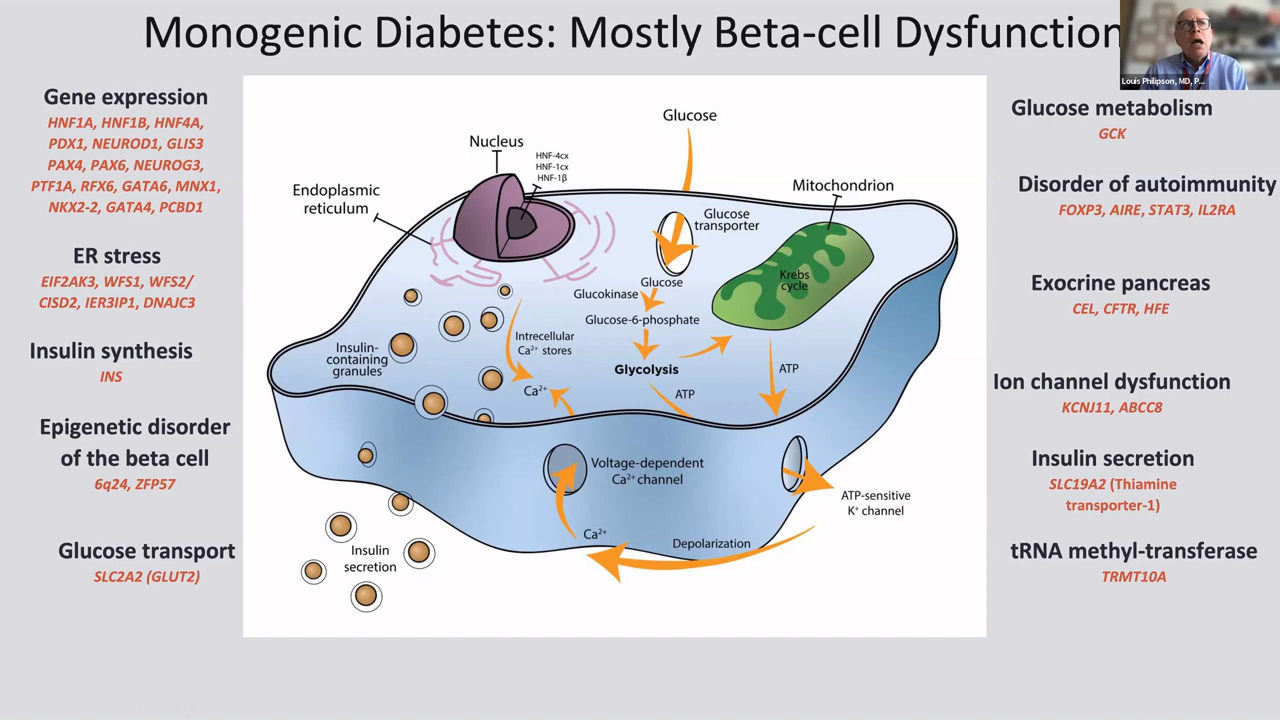 Monogenic Diabetes: Mostly Beta-cell Dysfunction
Louis Philipson, MD, P...
Gene expression
HNF1A, HNF1B, HNF4A,
PDX1, NEUROD1, GLIS3
PAX4, PAX6, NEUROG3,
PTF1A, RFX6, GATA6, MNX1,
NKX2-2, GATA4, PCBD1
ER stress
EIF2AK3, WFS1, WFS2/
CISD2, IER3IP1, DNAJC3
Insulin synthesis
INS
Epigenetic disorder
of the beta cell
6q24, ZFP57
Glucose transport
SLC2A2 (GLUT2)
Glucose
Nucleus
HNF-4cx
HNF-1cx
HNF-1β
Endoplasmic
reticulum
Mitochondrion
Glucose
transporter
Krebs
cycle
Glucose
Glucokinase
Glucose-6-phosphate
Intrecellular
Ca²⁺ stores
Insulin-
containing
granules
Glycolysis
ATP
Ca²⁺
ATP
Voltage-dependent
Ca²⁺ channel
ATP-sensitive
K⁺ channel
Ca²⁺
Depolarization
Insulin
secretion
Glucose metabolism
GCK
Disorder of autoimmunity
FOXP3, AIRE, STAT3, IL2RA
Exocrine pancreas
CEL, CFTR, HFE
Ion channel dysfunction
KCNJ11, ABCC8
Insulin secretion
SLC19A2 (Thiamine
transporter-1)
tRNA methyl-transferase
TRMT10A